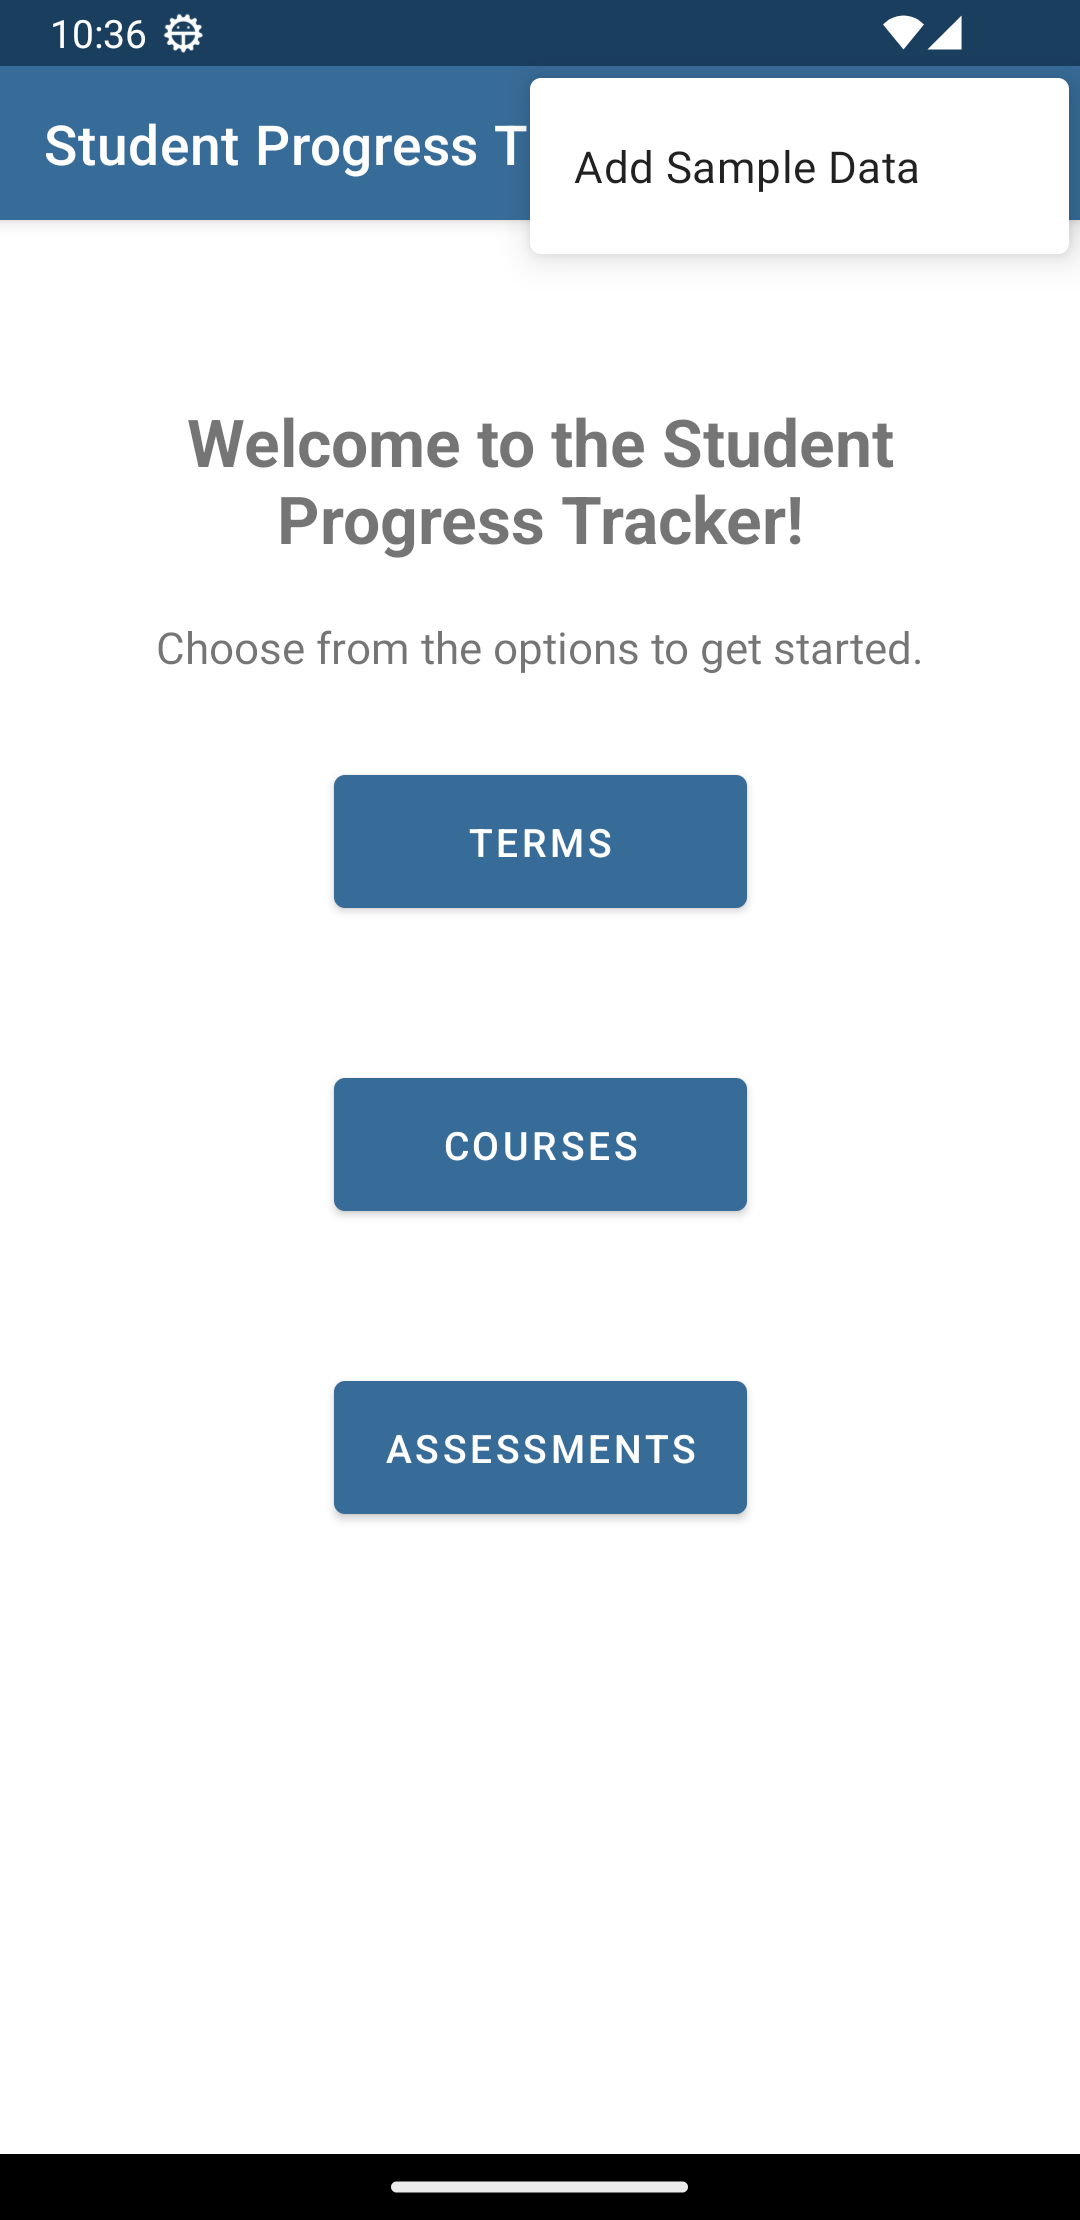 10:36
Student Progress T
Add Sample Data
Welcome to the Student
Progress Tracker!
Choose from the options to get started.
TERMS
COURSES
ASSESSMENTS